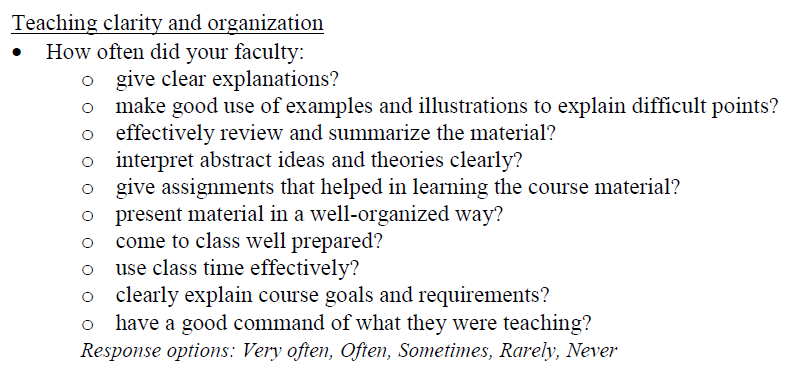 Teaching clarity and organization
• How often did your faculty:
o give clear explanations?
o make good use of examples and illustrations to explain difficult points?
o effectively review and summarize the material?
o interpret abstract ideas and theories clearly?
o give assignments that helped in learning the course material?
o present material in a well-organized way?
o come to class well prepared?
o use class time effectively?
o clearly explain course goals and requirements?
o have a good command of what they were teaching?
Response options: Very often, Often, Sometimes, Rarely, Never